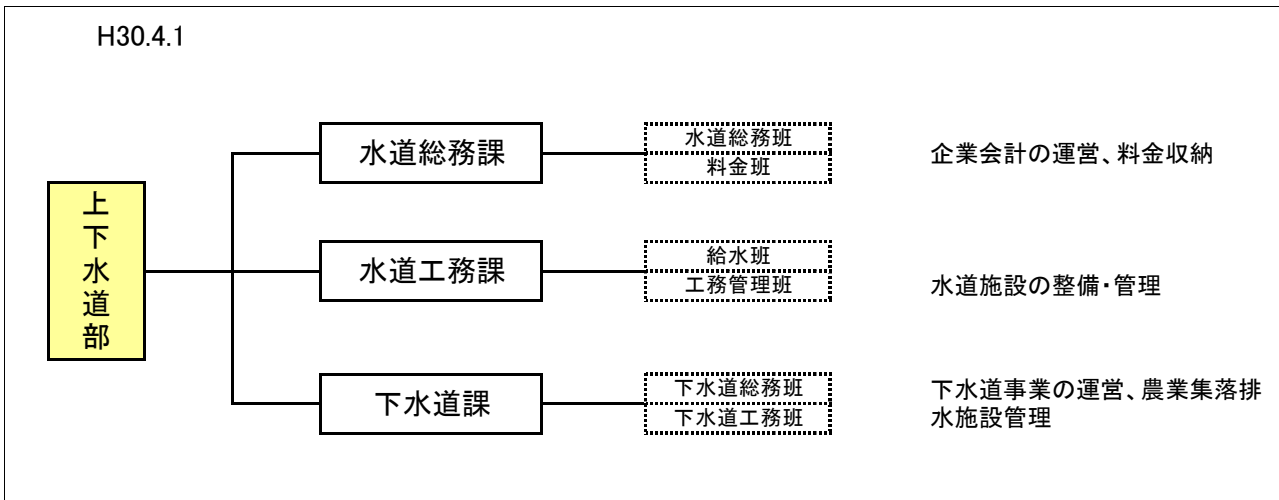 H30.4.1
上下水道部
水道総務課
水道総務班
料金班
企業会計の運営、料金収納
水道工務課
給水班
工務管理班
水道施設の整備・管理
下水道課
下水道総務班
下水道工務班
下水道事業の運営、農業集落排
水施設管理